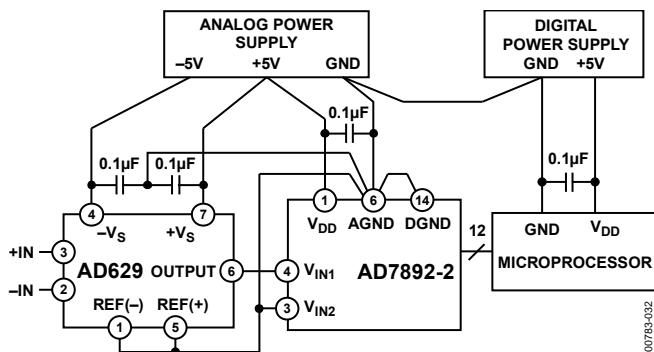 ANALOG POWER
SUPPLY
–5V +5V GND
DIGITAL
POWER SUPPLY
GND +5V
0.1µF
0.1µF 0.1µF
0.1µF
4 7
–VS +VS
1 6 14
VDD AGND DGND
GND VDD
MICROPROCESSOR
12
+IN 3
–IN 2
AD629 OUTPUT 6
4 VIN1 AD7892-2
3 VIN2
REF(–) REF(+)
1 5
00783-032